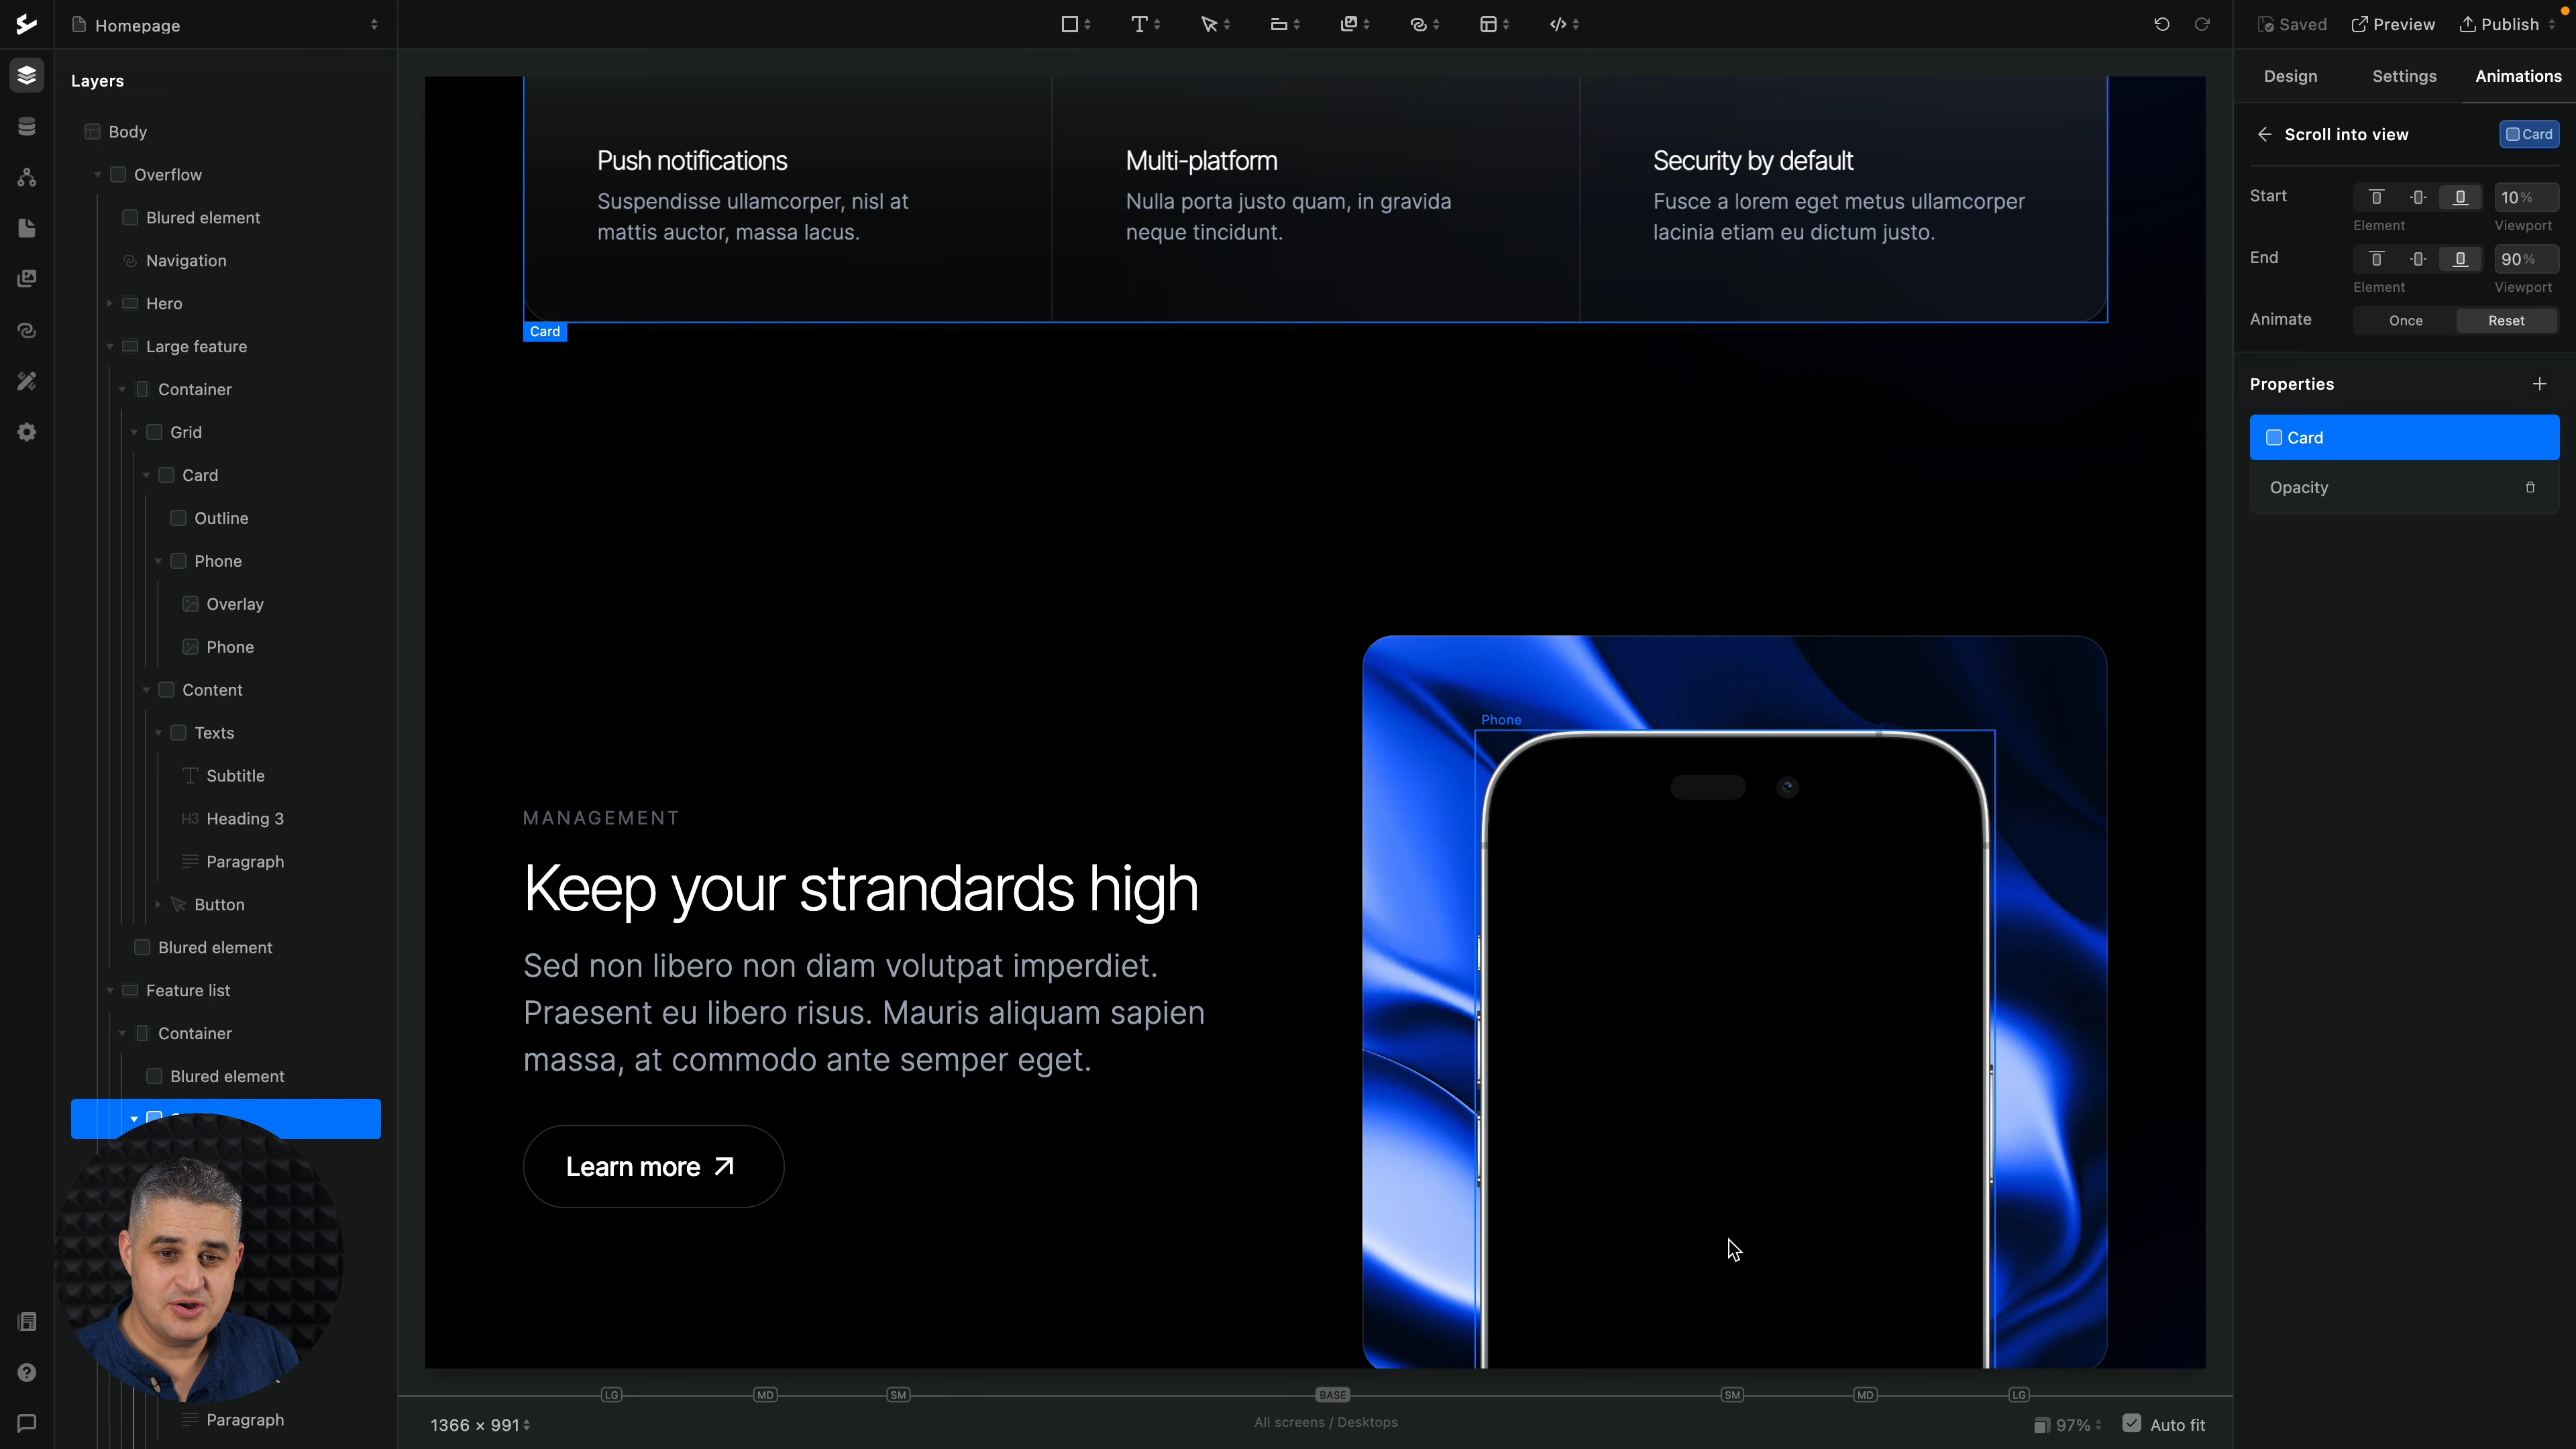 Homepage
Saved
Preview
Publish
Layers
Body
Overflow
Blured element
Navigation
Hero
Large feature
Container
Grid
Card
Outline
Phone
Overlay
Phone
Content
Texts
Subtitle
H3 Heading 3
Paragraph
Button
Blured element
Feature list
Container
Blured element
Paragraph
Push notifications
Suspendisse ullamcorper, nisl at
mattis auctor, massa lacus.
Multi-platform
Nulla porta justo quam, in gravida
neque tincidunt.
Security by default
Fusce a lorem eget metus ullamcorper
lacinia etiam eu dictum justo.
Card
MANAGEMENT
Keep your strandards high
Sed non libero non diam volutpat imperdiet.
Praesent eu libero risus. Mauris aliquam sapien
massa, at commodo ante semper eget.
Learn more
Phone
LG
MD
SM
BASE
SM
MD
LG
1366 × 991
All screens / Desktops
97%
Auto fit
Design
Settings
Animations
Scroll into view
Card
Start
10%
Element
Viewport
End
90%
Element
Viewport
Animate
Once
Reset
Properties
Card
Opacity